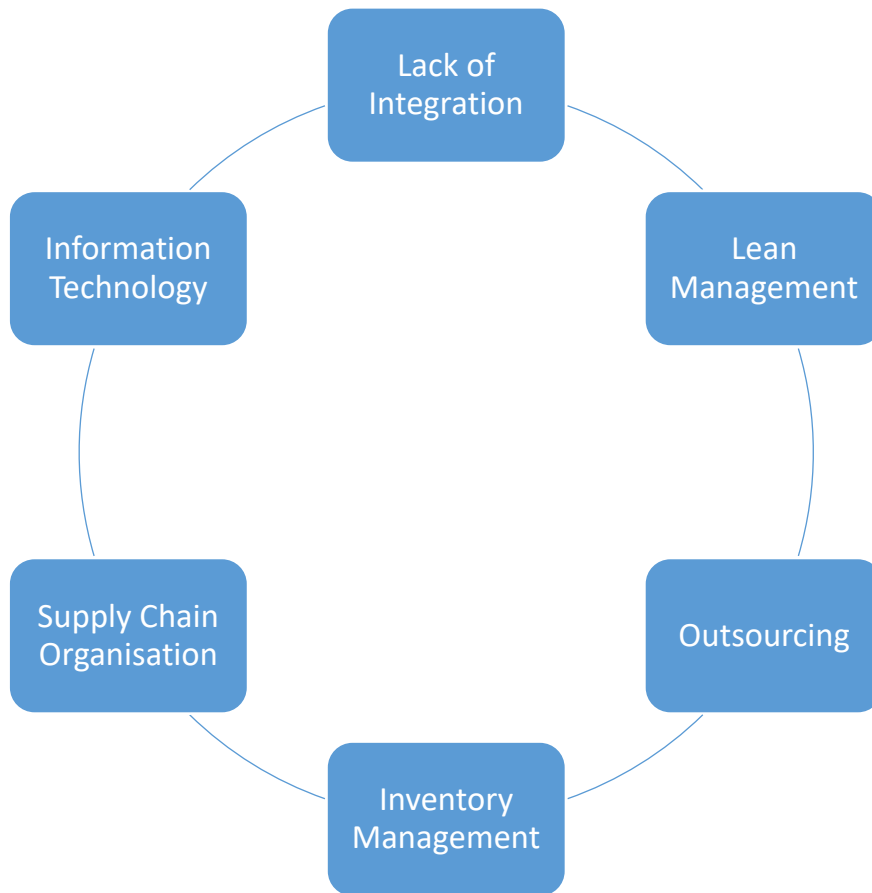 Lack of
Integration
Lean
Management
Outsourcing
Inventory
Management
Supply Chain
Organisation
Information
Technology